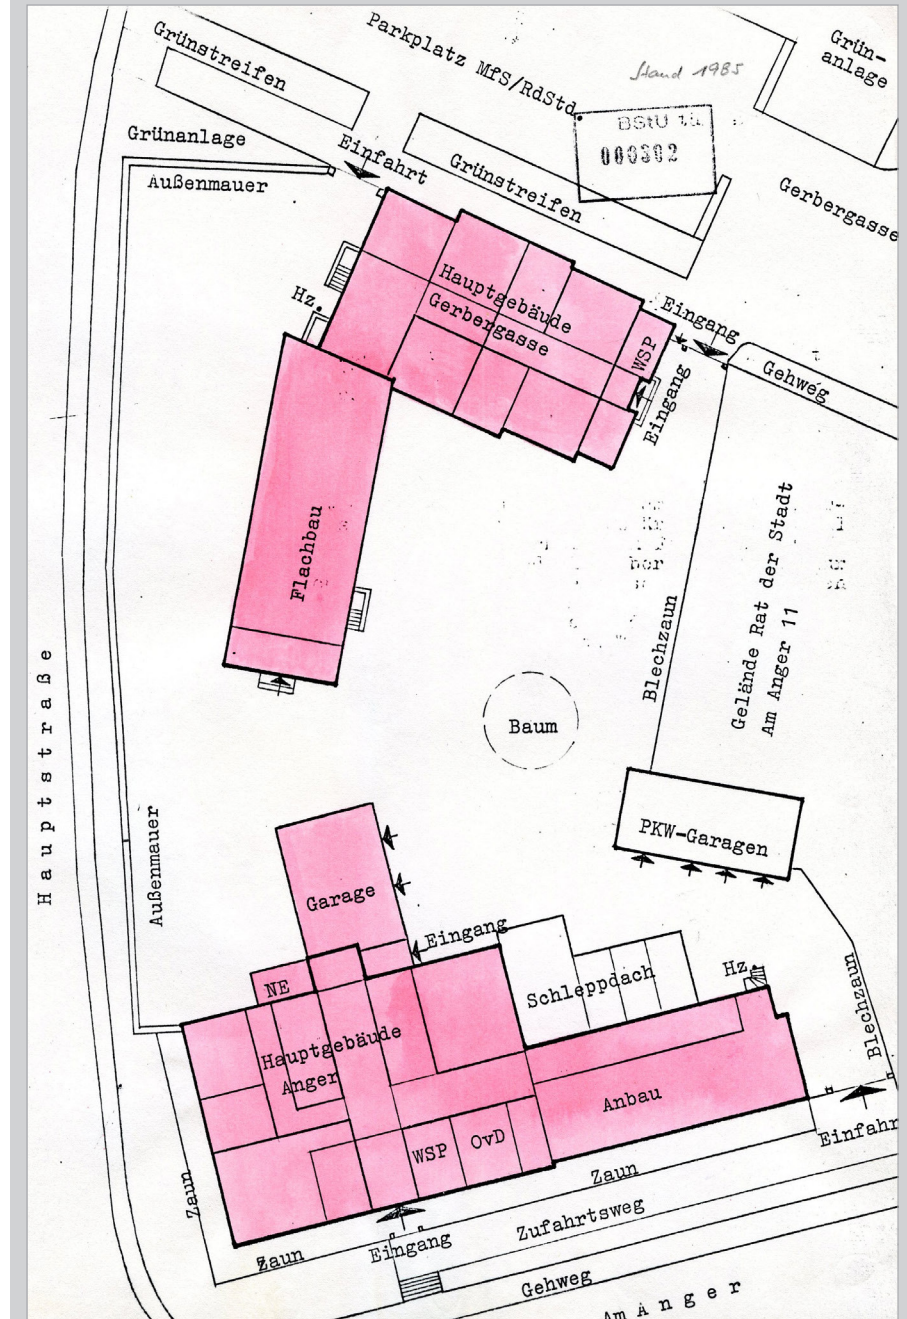 Grünstreifen
Parkplatz MfS/RdStd.
Stand 1985
Grün-
anlage
BStU
000302
Grünanlage
Einfahrt
Außenmauer
Grünstreifen
Gerbergasse
Hz.
Hauptgebäude
Gerbergasse
WSP
Eingang
Eingang
Gehweg
Flachbau
Blechzaun
Gelände Rat der Stadt
Am Anger 11
Baum
Hauptstraße
Außenmauer
PKW-Garagen
Garage
Eingang
NE
Schleppdach
Hz.
Blechzaun
Hauptgebäude
Anger
Anbau
WSP
OvD
Einfahr
Zaun
Zaun
Zaun
Eingang
Zufahrtsweg
Gehweg
Am Anger